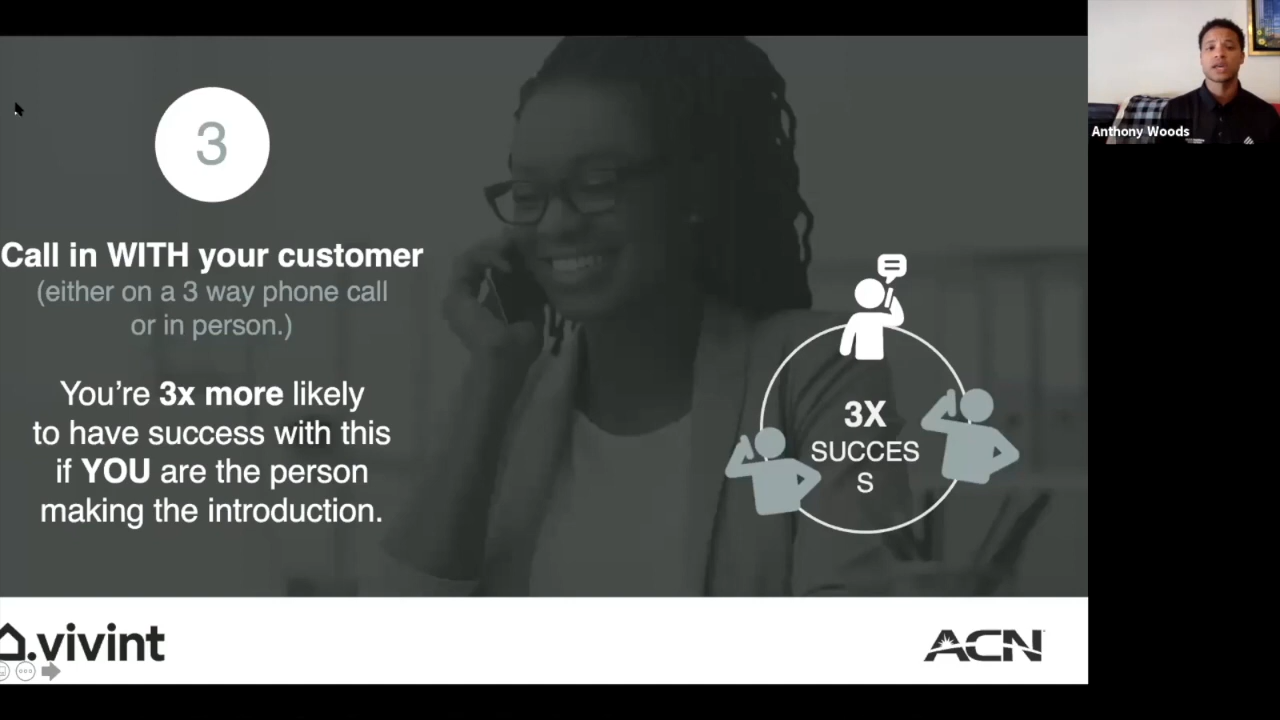 3
Call in WITH your customer
(either on a 3 way phone call
or in person.)
You’re 3x more likely
to have success with this
if YOU are the person
making the introduction.
3X
SUCCES
S
.vivint
ACN
Anthony Woods